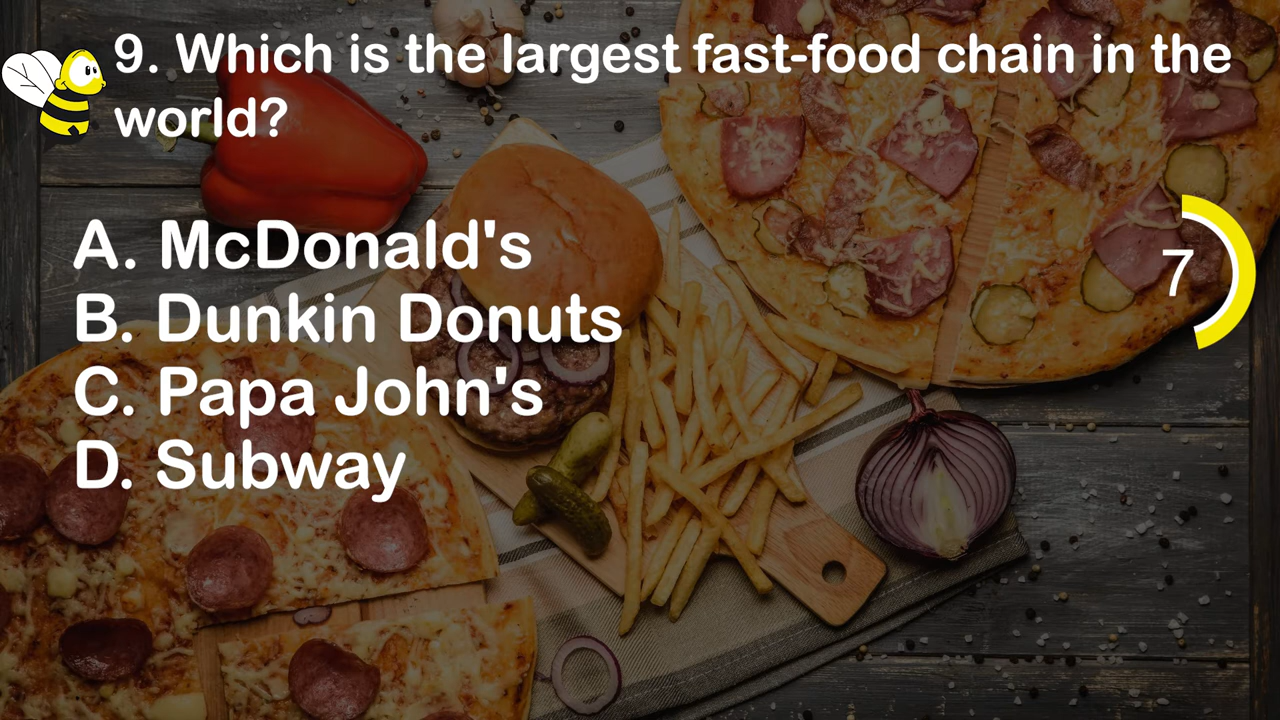 9. Which is the largest fast-food chain in the
world?
A. McDonald's
B. Dunkin Donuts
C. Papa John's
D. Subway
7